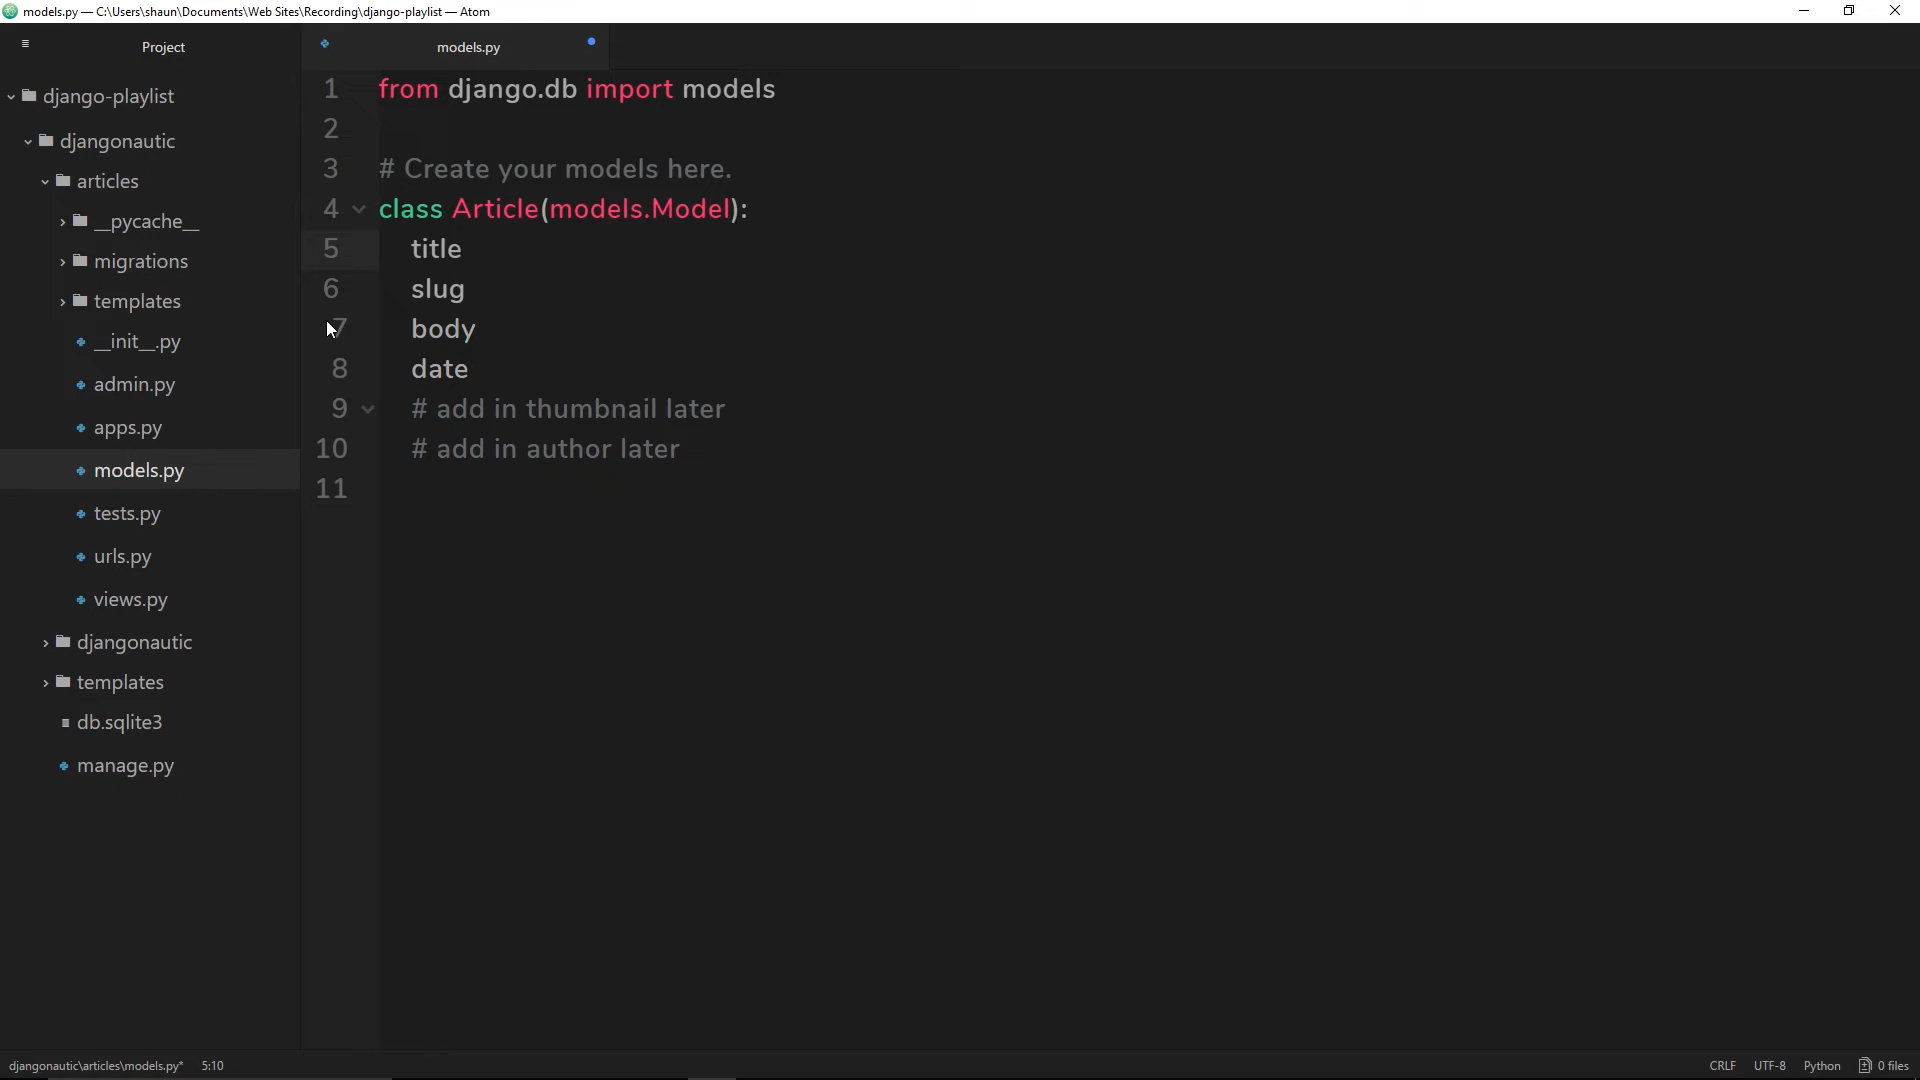 models.py — C:\Users\shaun\Documents\Web Sites\Recording\django-playlist — Atom
Project
models.py
django-playlist
djangonautic
articles
__pycache__
migrations
templates
__init__.py
admin.py
apps.py
models.py
tests.py
urls.py
views.py
djangonautic
templates
db.sqlite3
manage.py
1 from django.db import models
2
3 # Create your models here.
4 class Article(models.Model):
5 title
6 slug
7 body
8 date
9 # add in thumbnail later
10 # add in author later
11
djangonautic\articles\models.py* 5:10
CRLF UTF-8 Python 0 files